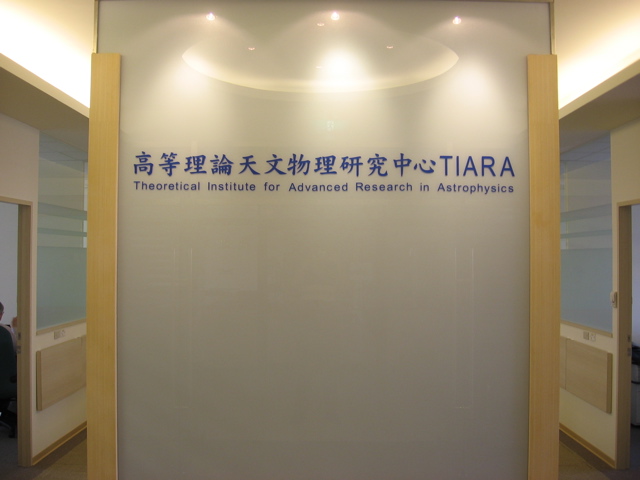 高等理論天文物理研究中心TIARA
Theoretical Institute for Advanced Research in Astrophysics